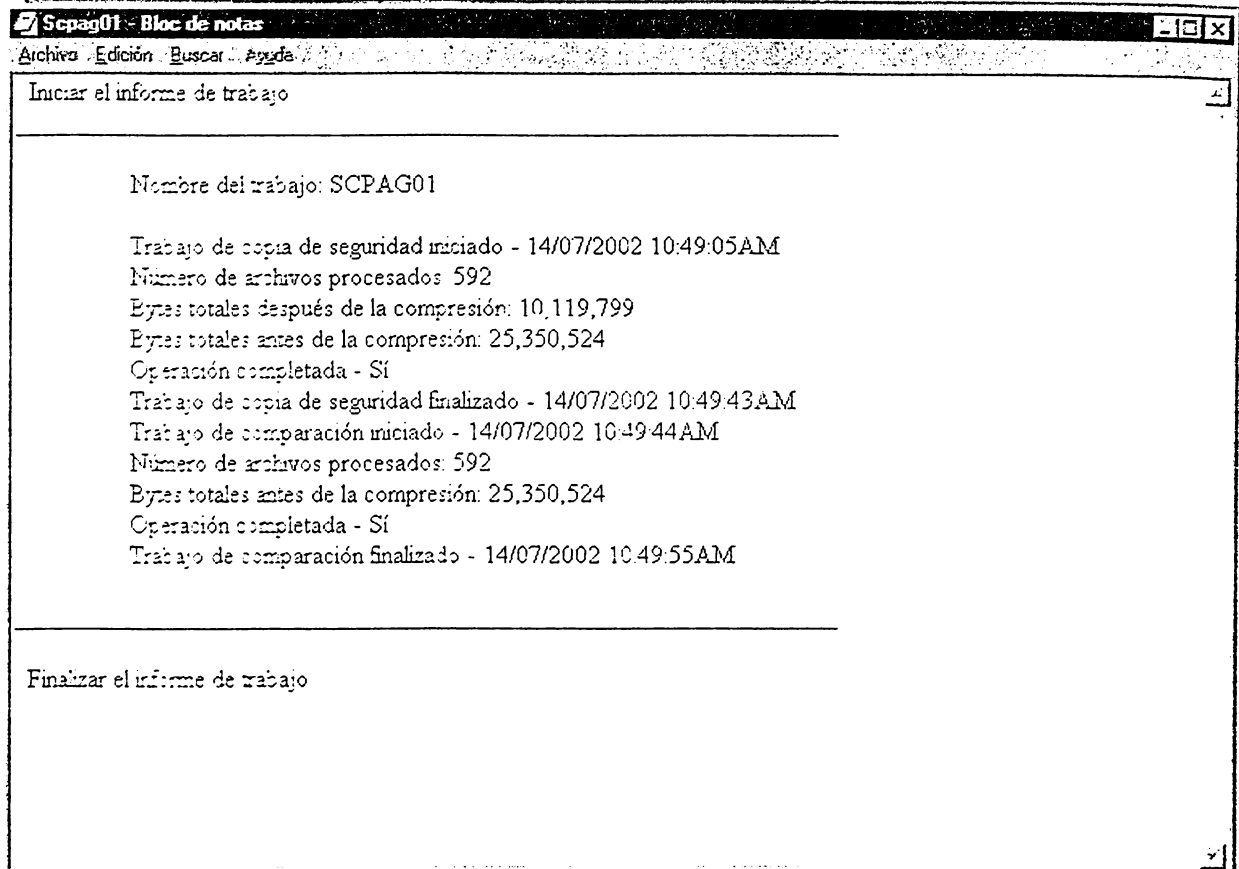 Scpag01 - Bloc de notas
Archivo Edición Buscar Ayuda
Iniciar el informe de trabajo
Nombre del trabajo: SCPAG01
Trabajo de copia de seguridad iniciado - 14/07/2002 10:49:05AM
Número de archivos procesados: 592
Bytes totales después de la compresión: 10,119,799
Bytes totales antes de la compresión: 25,350,524
Operación completada - Sí
Trabajo de copia de seguridad finalizado - 14/07/2002 10:49:43AM
Trabajo de comparación iniciado - 14/07/2002 10:49:44AM
Número de archivos procesados: 592
Bytes totales antes de la compresión: 25,350,524
Operación completada - Sí
Trabajo de comparación finalizado - 14/07/2002 10:49:55AM
Finalizar el informe de trabajo